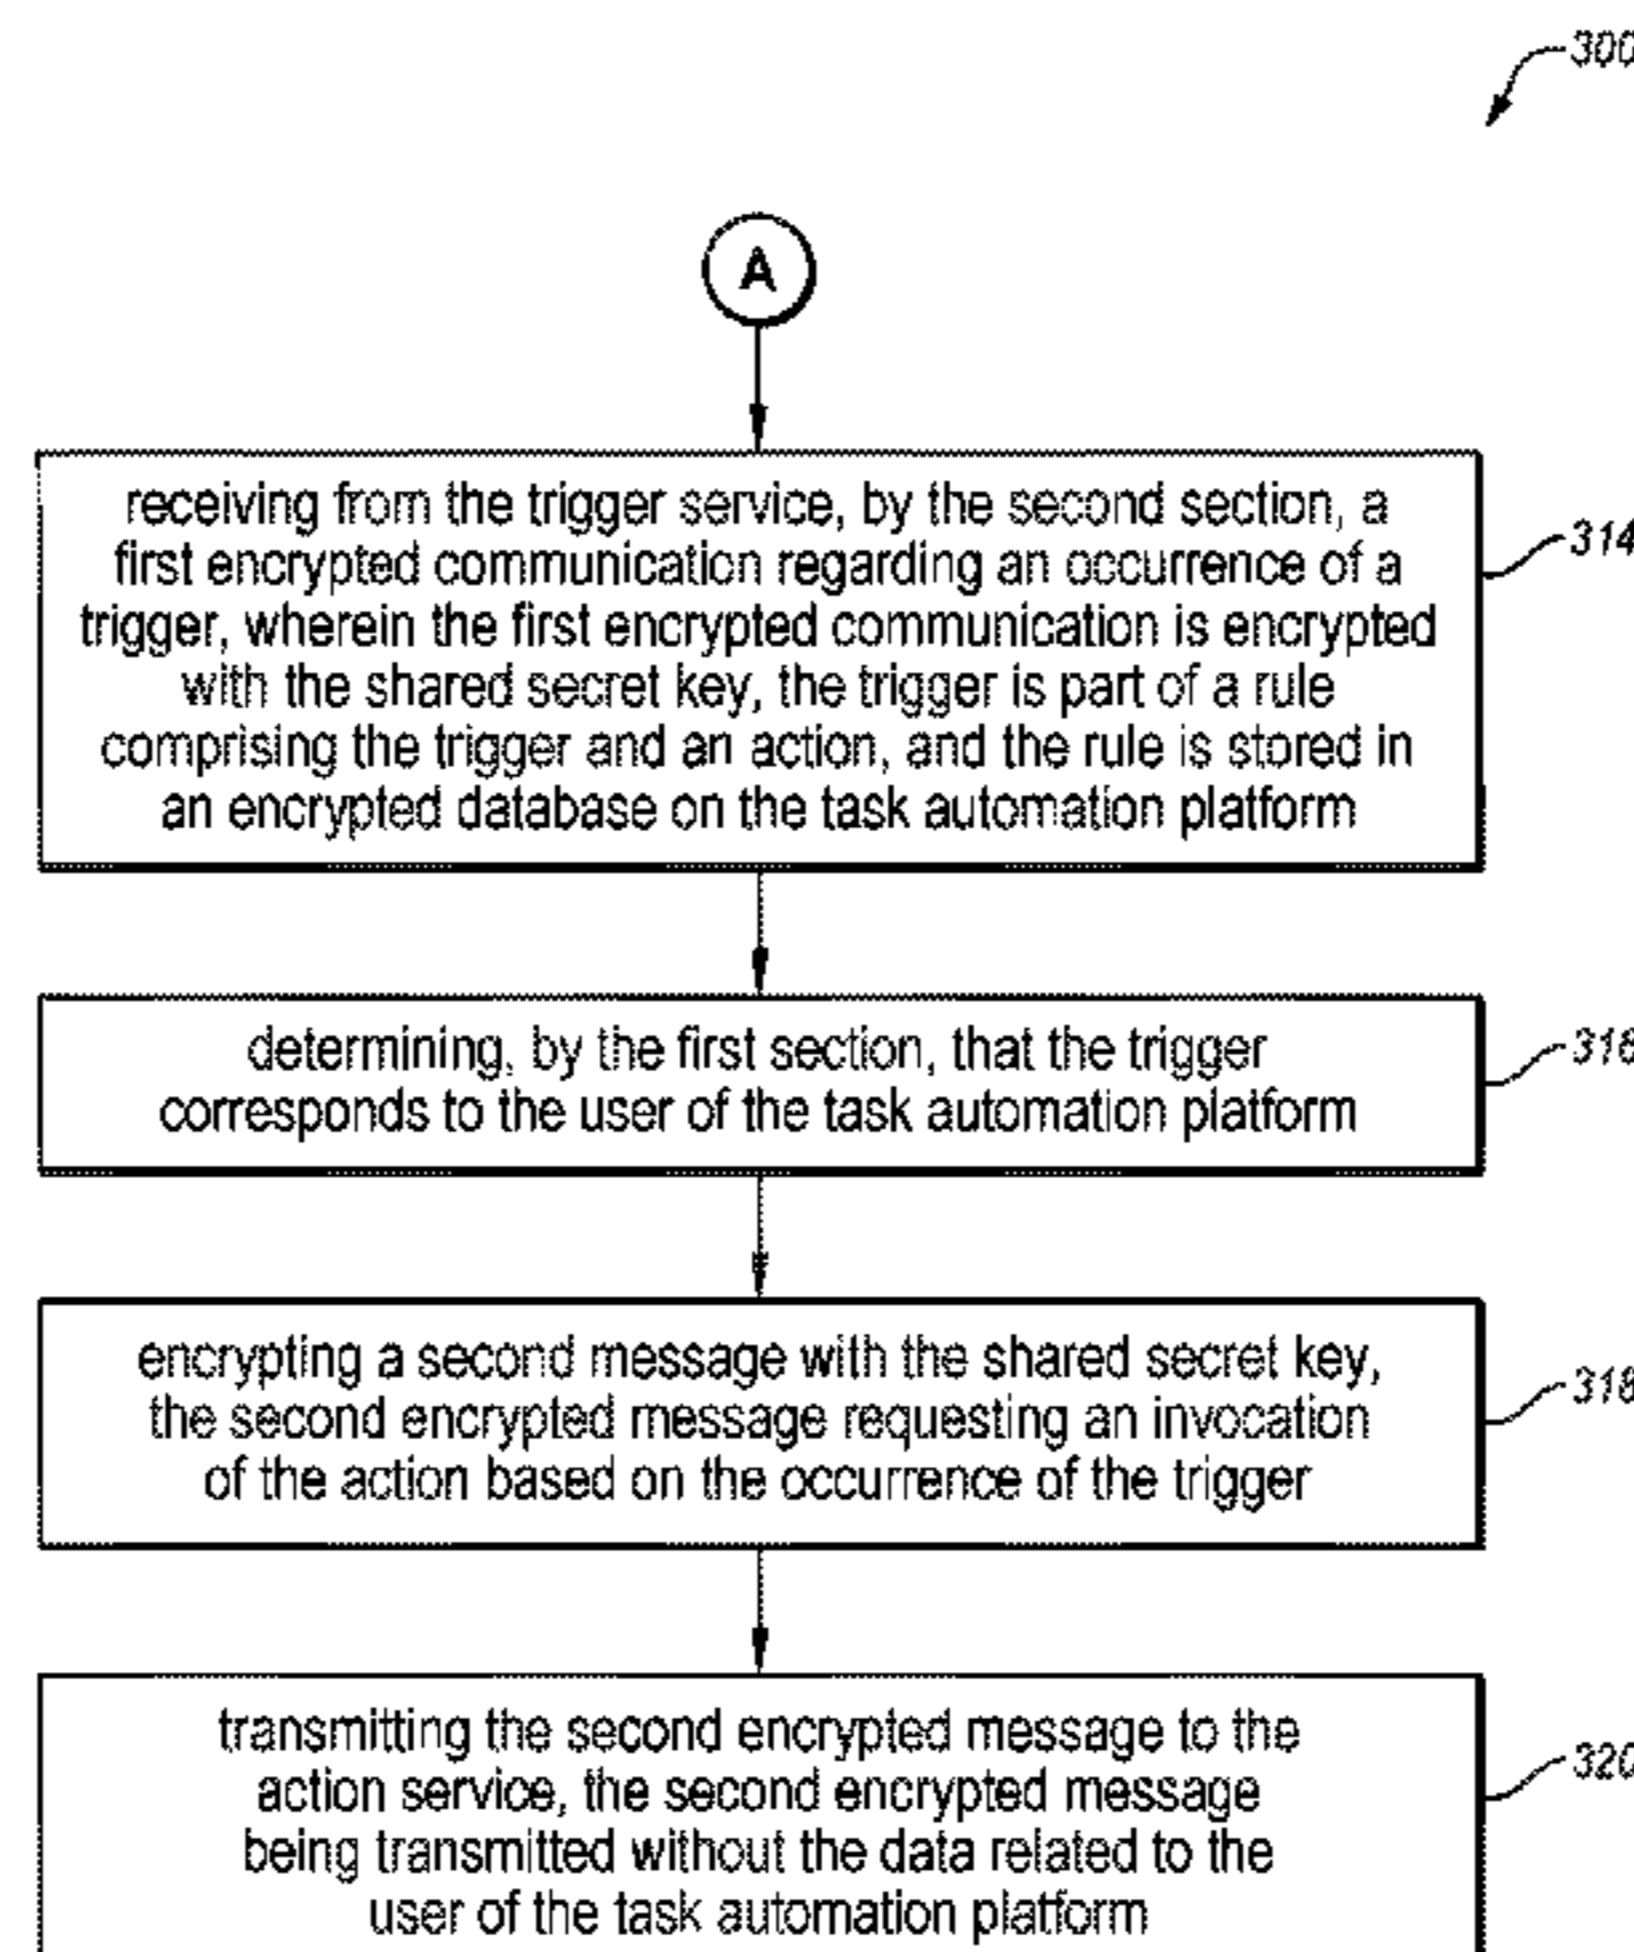 300
A
receiving from the trigger service, by the second section, a
first encrypted communication regarding an occurrence of a
trigger, wherein the first encrypted communication is encrypted
with the shared secret key, the trigger is part of a rule
comprising the trigger and an action, and the rule is stored in
an encrypted database on the task automation platform
314
determining, by the first section, that the trigger
corresponds to the user of the task automation platform
316
encrypting a second message with the shared secret key,
the second encrypted message requesting an invocation
of the action based on the occurrence of the trigger
318
transmitting the second encrypted message to the
action service, the second encrypted message
being transmitted without the data related to the
user of the task automation platform
320